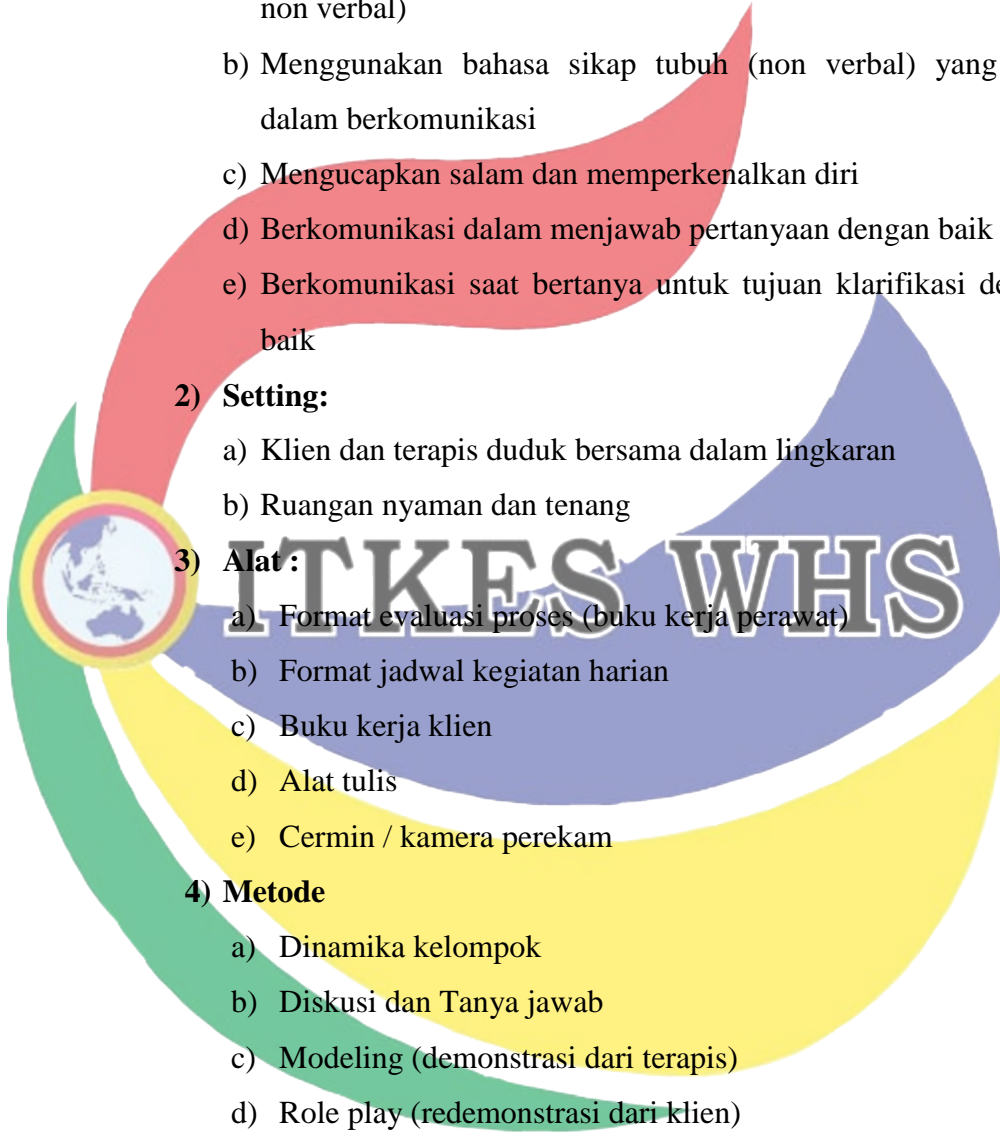 non verbal)
b) Menggunakan bahasa sikap tubuh (non verbal) yang
dalam berkomunikasi
c) Mengucapkan salam dan memperkenalkan diri
d) Berkomunikasi dalam menjawab pertanyaan dengan baik
e) Berkomunikasi saat bertanya untuk tujuan klarifikasi
baik
2) Setting:
a) Klien dan terapis duduk bersama dalam lingkaran
b) Ruangan nyaman dan tenang
ITKES WHS
3) Alat :
a) Format evaluasi proses (buku kerja perawat)
b) Format jadwal kegiatan harian
c) Buku kerja klien
d) Alat tulis
e) Cermin / kamera perekam
4) Metode
a) Dinamika kelompok
b) Diskusi dan Tanya jawab
c) Modeling (demonstrasi dari terapis)
d) Role play (redemonstrasi dari klien)